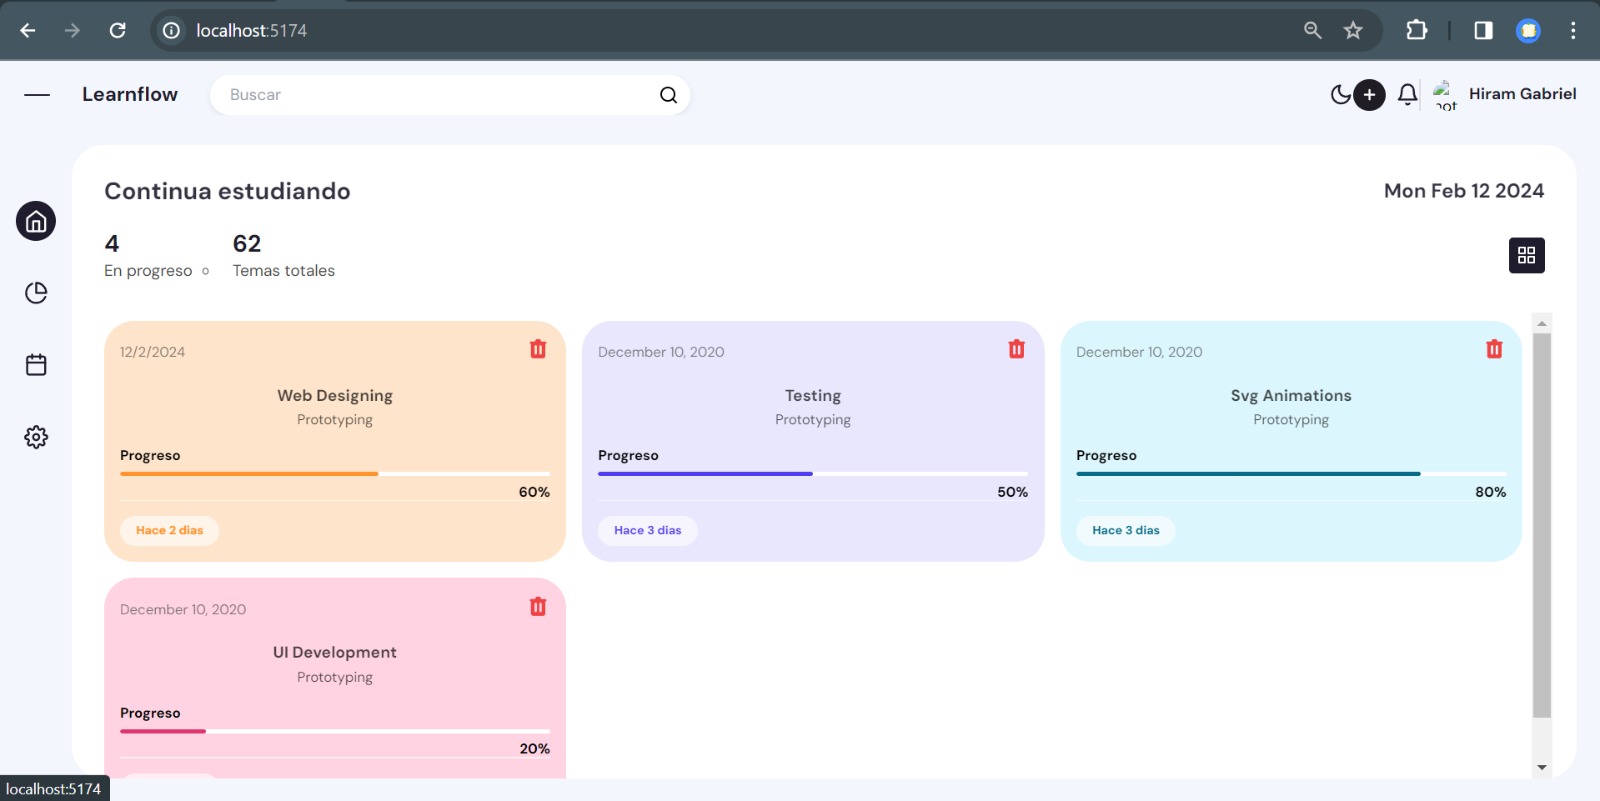 localhost:5174
Learnflow
Buscar
Hiram Gabriel
Continua estudiando
Mon Feb 12 2024
4
62
En progreso
Temas totales
12/2/2024
Web Designing
Prototyping
Progreso
60%
Hace 2 dias
December 10, 2020
Testing
Prototyping
Progreso
50%
Hace 3 dias
December 10, 2020
Svg Animations
Prototyping
Progreso
80%
Hace 3 dias
December 10, 2020
UI Development
Prototyping
Progreso
20%
localhost:5174